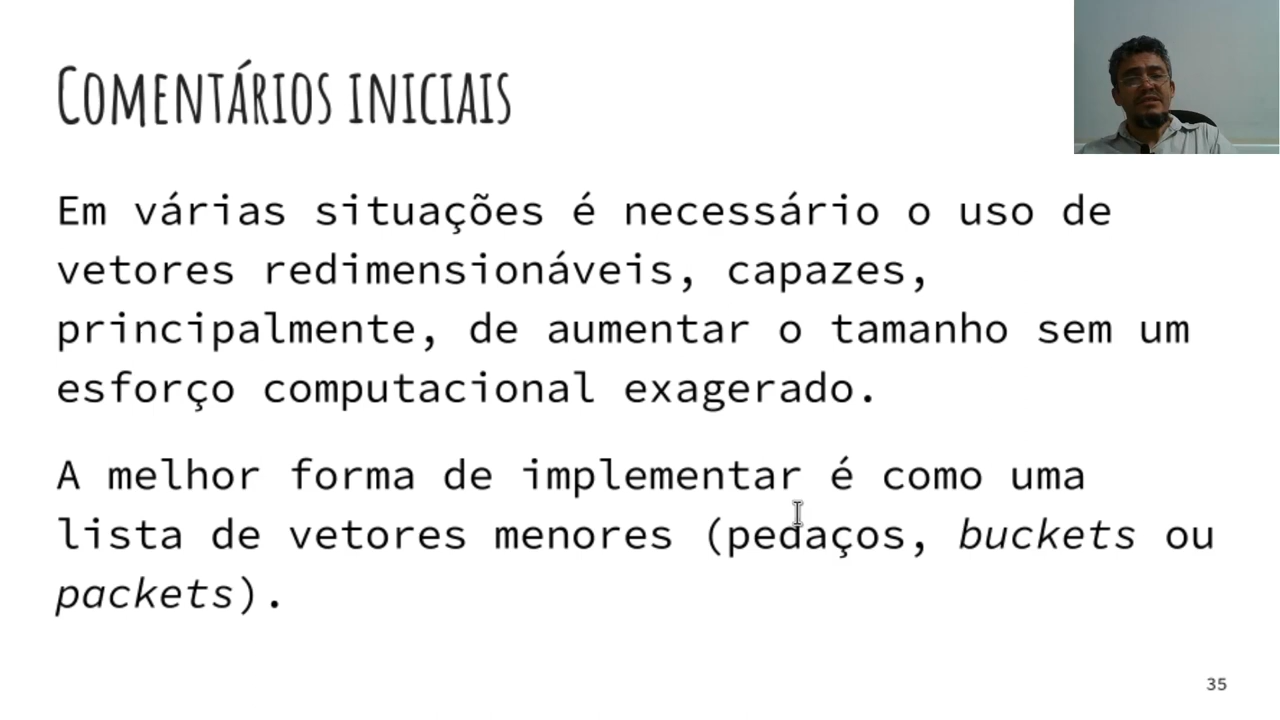 Comentários iniciais
Em várias situações é necessário o uso de
vetores redimensionáveis, capazes,
principalmente, de aumentar o tamanho sem um
esforço computacional exagerado.
A melhor forma de implementar é como uma
lista de vetores menores (pedaços, buckets ou
packets).
35